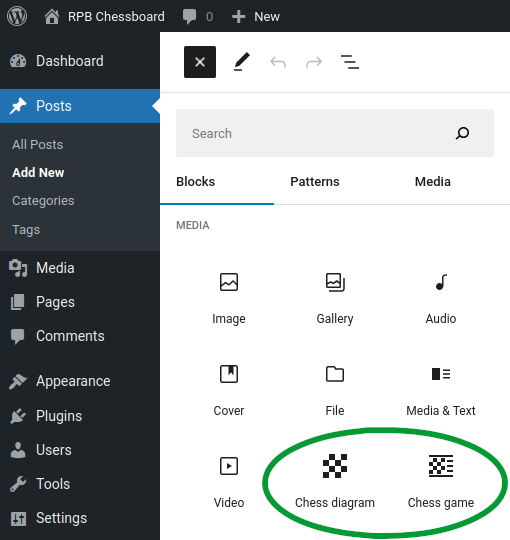 RPB Chessboard 0 New
Dashboard
Posts
All Posts
Add New
Categories
Tags
Media
Pages
Comments
Appearance
Plugins
Users
Tools
Settings
Search
Blocks Patterns Media
MEDIA
Image Gallery Audio
Cover File Media & Text
Video Chess diagram Chess game